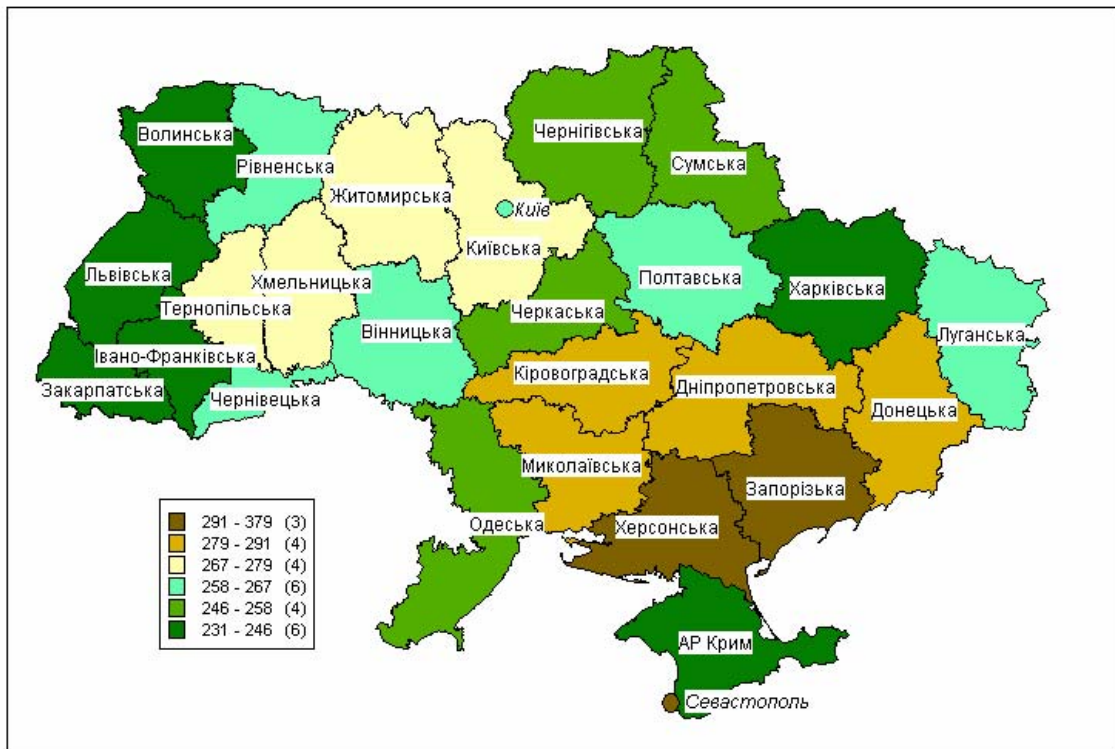 Волинська
Рівненська
Чернігівська
Сумська
Житомирська
Київ
Київська
Львівська
Хмельницька
Полтавська
Харківська
Тернопільська
Черкаська
Вінницька
Луганська
Івано-Франківська
Закарпатська
Чернівецька
Кіровоградська
Дніпропетровська
Донецька
Миколаївська
Запорізька
Одеська
Херсонська
291 - 379 (3)
279 - 291 (4)
267 - 279 (4)
258 - 267 (6)
246 - 258 (4)
231 - 246 (6)
АР Крим
Севастополь